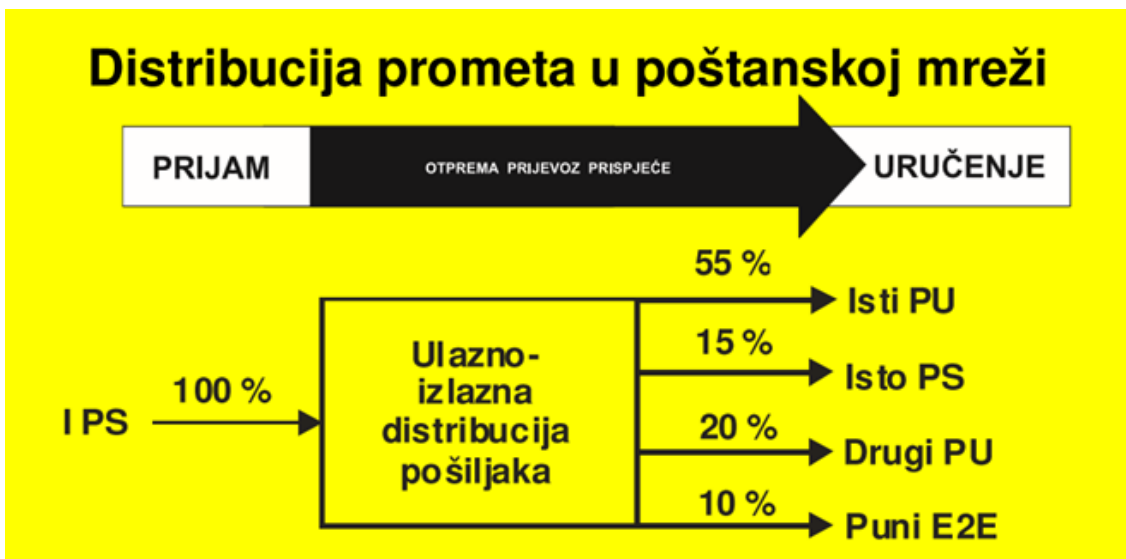 Distribucija prometa u poštanskoj mreži
PRIJAM
OTPREMA PRIJEVOZ PRISPJEĆE
URUČENJE
I PS
100 %
Ulazno-
izlazna
distribucija
pošiljaka
55 %
Isti PU
15 %
Isto PS
20 %
Drugi PU
10 %
Puni E2E